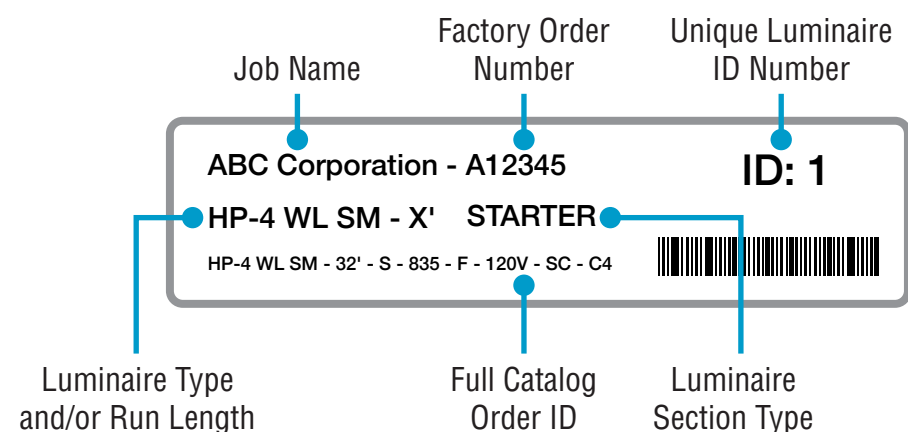 Factory Order
Number
Unique Luminaire
ID Number
Job Name
ABC Corporation - A12345
ID: 1
HP-4 WL SM - X' STARTER
HP-4 WL SM - 32' - S - 835 - F - 120V - SC - C4
Luminaire Type
and/or Run Length
Full Catalog
Order ID
Luminaire
Section Type